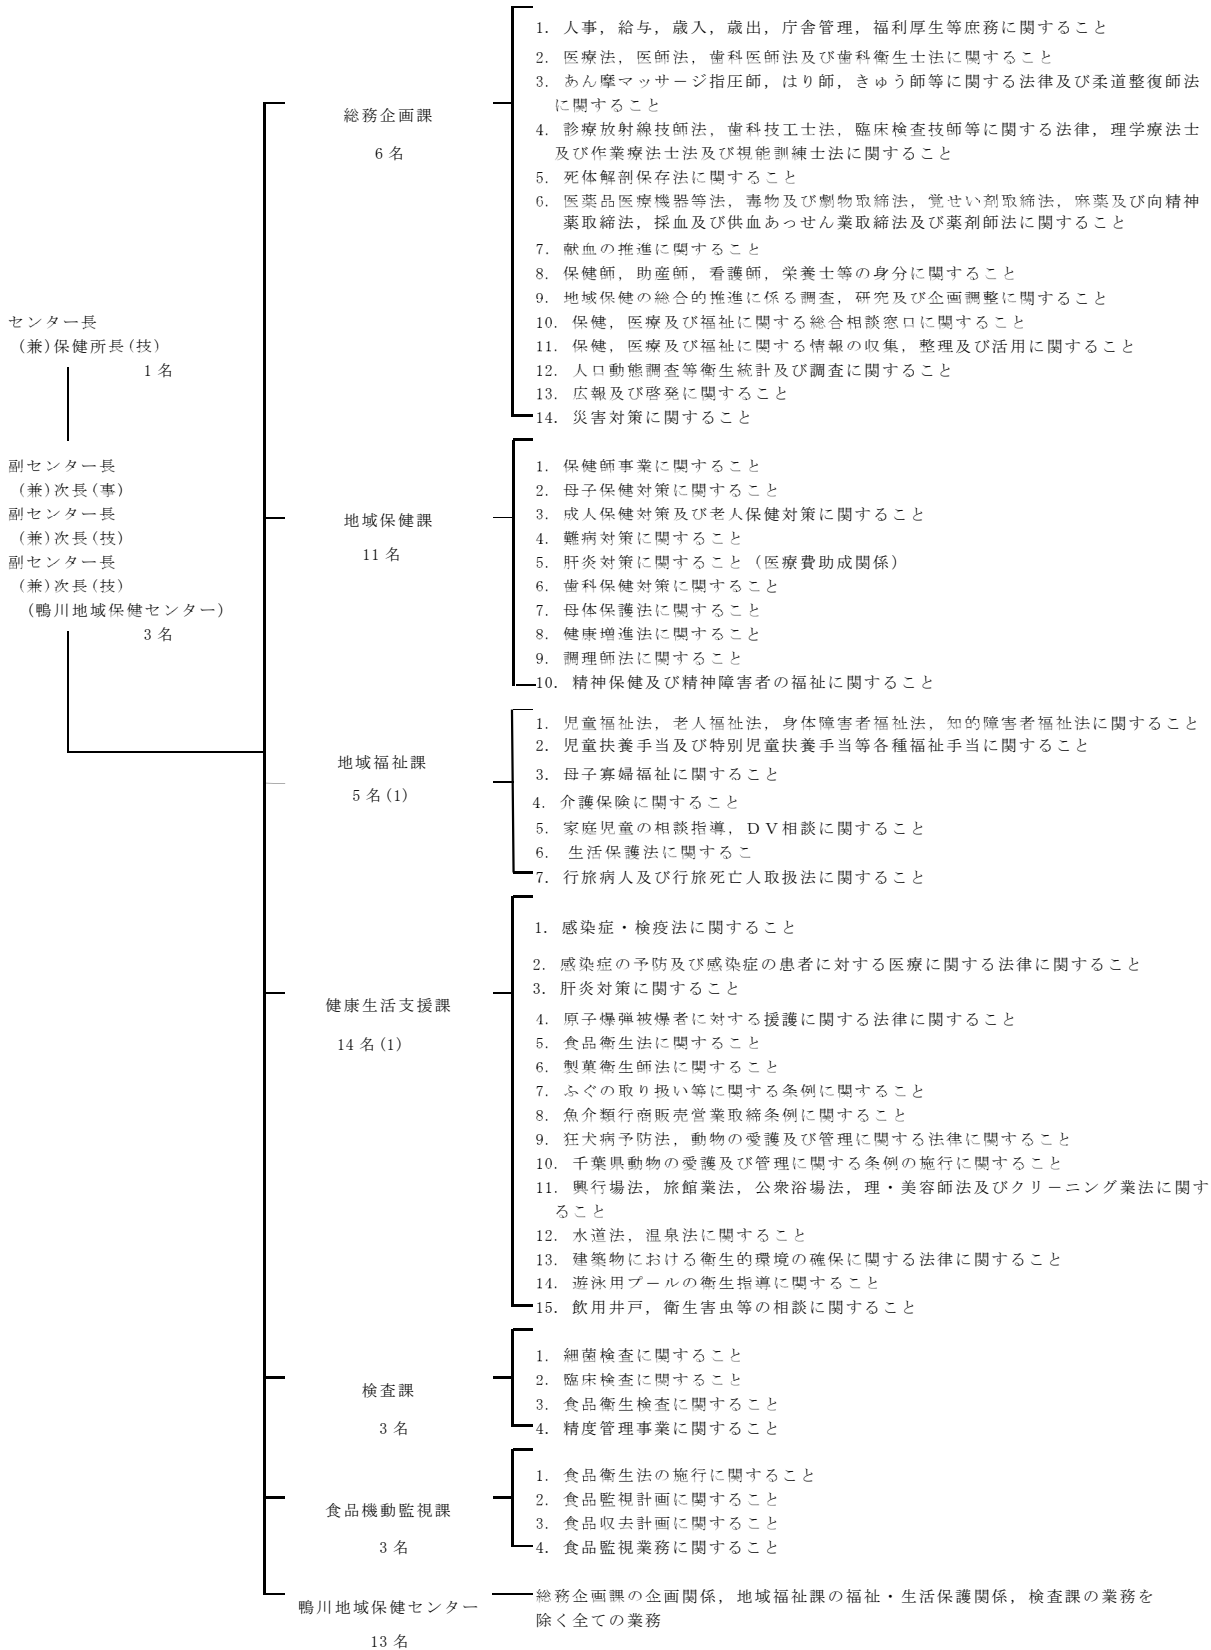 センター長
(兼)保健所長(技)
1名
副センター長
(兼)次長(事)
副センター長
(兼)次長(技)
副センター長
(兼)次長(技)
(鴨川地域保健センター)
3名
総務企画課
6名
1. 人事，給与，歳入，歳出，庁舎管理，福利厚生等庶務に関すること
2. 医療法，医師法，歯科医師法及び歯科衛生士法に関すること
3. あん摩マッサージ指圧師，はり師，きゅう師等に関する法律及び柔道整復師法
に関すること
4. 診療放射線技師法，歯科技工士法，臨床検査技師等に関する法律，理学療法士
及び作業療法士法及び視能訓練士法に関すること
5. 死体解剖保存法に関すること
6. 医薬品医療機器等法，毒物及び劇物取締法，覚せい剤取締法，麻薬及び向精神
薬取締法，採血及び供血あっせん業取締法及び薬剤師法に関すること
7. 献血の推進に関すること
8. 保健師，助産師，看護師，栄養士等の身分に関すること
9. 地域保健の総合的推進に係る調査，研究及び企画調整に関すること
10. 保健，医療及び福祉に関する総合相談窓口に関すること
11. 保健，医療及び福祉に関する情報の収集，整理及び活用に関すること
12. 人口動態調査等衛生統計及び調査に関すること
13. 広報及び啓発に関すること
14. 災害対策に関すること
地域保健課
11名
1. 保健師事業に関すること
2. 母子保健対策に関すること
3. 成人保健対策及び老人保健対策に関すること
4. 難病対策に関すること
5. 肝炎対策に関すること（医療費助成関係）
6. 歯科保健対策に関すること
7. 母体保護法に関すること
8. 健康増進法に関すること
9. 調理師法に関すること
10. 精神保健及び精神障害者の福祉に関すること
地域福祉課
5名(1)
1. 児童福祉法，老人福祉法，身体障害者福祉法，知的障害者福祉法に関すること
2. 児童扶養手当及び特別児童扶養手当等各種福祉手当に関すること
3. 母子寡婦福祉に関すること
4. 介護保険に関すること
5. 家庭児童の相談指導，ＤＶ相談に関すること
6. 生活保護法に関するこ
7. 行旅病人及び行旅死亡人取扱法に関すること
健康生活支援課
14名(1)
1. 感染症・検疫法に関すること
2. 感染症の予防及び感染症の患者に対する医療に関する法律に関すること
3. 肝炎対策に関すること
4. 原子爆弾被爆者に対する援護に関する法律に関すること
5. 食品衛生法に関すること
6. 製菓衛生師法に関すること
7. ふぐの取り扱い等に関する条例に関すること
8. 魚介類行商販売営業取締条例に関すること
9. 狂犬病予防法，動物の愛護及び管理に関する法律に関すること
10. 千葉県動物の愛護及び管理に関する条例の施行に関すること
11. 興行場法，旅館業法，公衆浴場法，理・美容師法及びクリーニング業法に関す
ること
12. 水道法，温泉法に関すること
13. 建築物における衛生的環境の確保に関する法律に関すること
14. 遊泳用プールの衛生指導に関すること
15. 飲用井戸，衛生害虫等の相談に関すること
検査課
3名
1. 細菌検査に関すること
2. 臨床検査に関すること
3. 食品衛生検査に関すること
4. 精度管理事業に関すること
食品機動監視課
3名
1. 食品衛生法の施行に関すること
2. 食品監視計画に関すること
3. 食品収去計画に関すること
4. 食品監視業務に関すること
鴨川地域保健センター
13名
総務企画課の企画関係，地域福祉課の福祉・生活保護関係，検査課の業務を
除く全ての業務